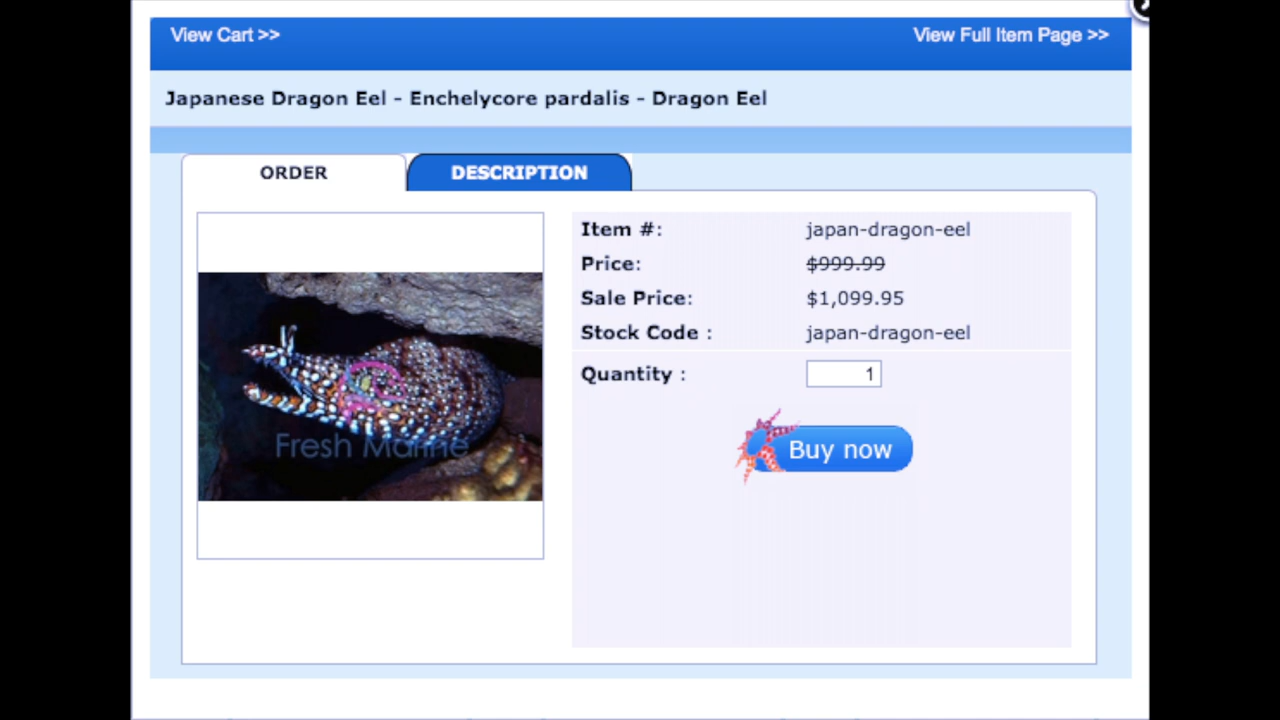 View Cart >>
View Full Item Page >>
Japanese Dragon Eel - Enchelycore pardalis - Dragon Eel
ORDER
DESCRIPTION
Item #: japan-dragon-eel
Price: $999.99
Sale Price: $1,099.95
Stock Code : japan-dragon-eel
Quantity : 1
Fresh Marine
Buy now